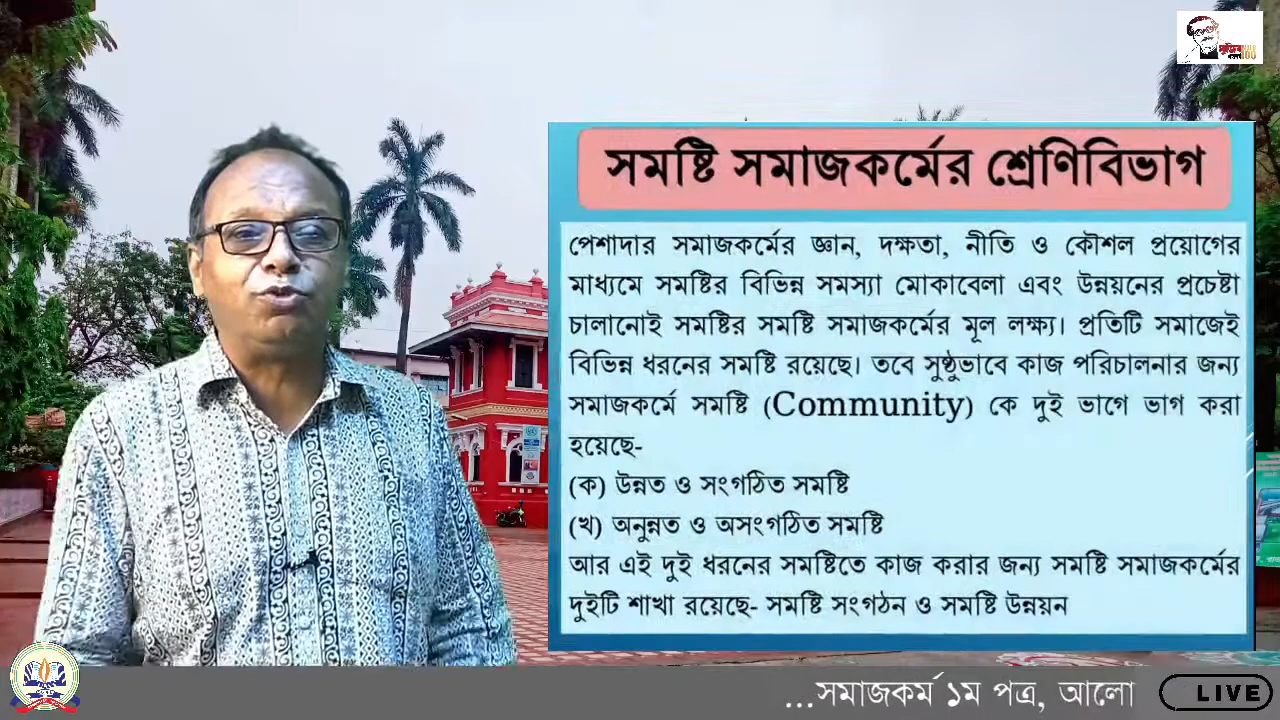 সমষ্টি সমাজকর্মের শ্রেণিবিভাগ
পেশাদার সমাজকর্মের জ্ঞান, দক্ষতা, নীতি ও কৌশল প্রয়োগের
মাধ্যমে সমষ্টির বিভিন্ন সমস্যা মোকাবেলা এবং উন্নয়নের প্রচেষ্টা
চালানোই সমষ্টির সমষ্টি সমাজকর্মের মূল লক্ষ্য। প্রতিটি সমাজেই
বিভিন্ন ধরনের সমষ্টি রয়েছে। তবে সুষ্ঠুভাবে কাজ পরিচালনার জন্য
সমাজকর্মে সমষ্টি (Community) কে দুই ভাগে ভাগ করা
হয়েছে-
(ক) উন্নত ও সংগঠিত সমষ্টি
(খ) অনুন্নত ও অসংগঠিত সমষ্টি
আর এই দুই ধরনের সমষ্টিতে কাজ করার জন্য সমষ্টি সমাজকর্মের
দুইটি শাখা রয়েছে- সমষ্টি সংগঠন ও সমষ্টি উন্নয়ন
...সমাজকর্ম ১ম পত্র, আলো
LIVE